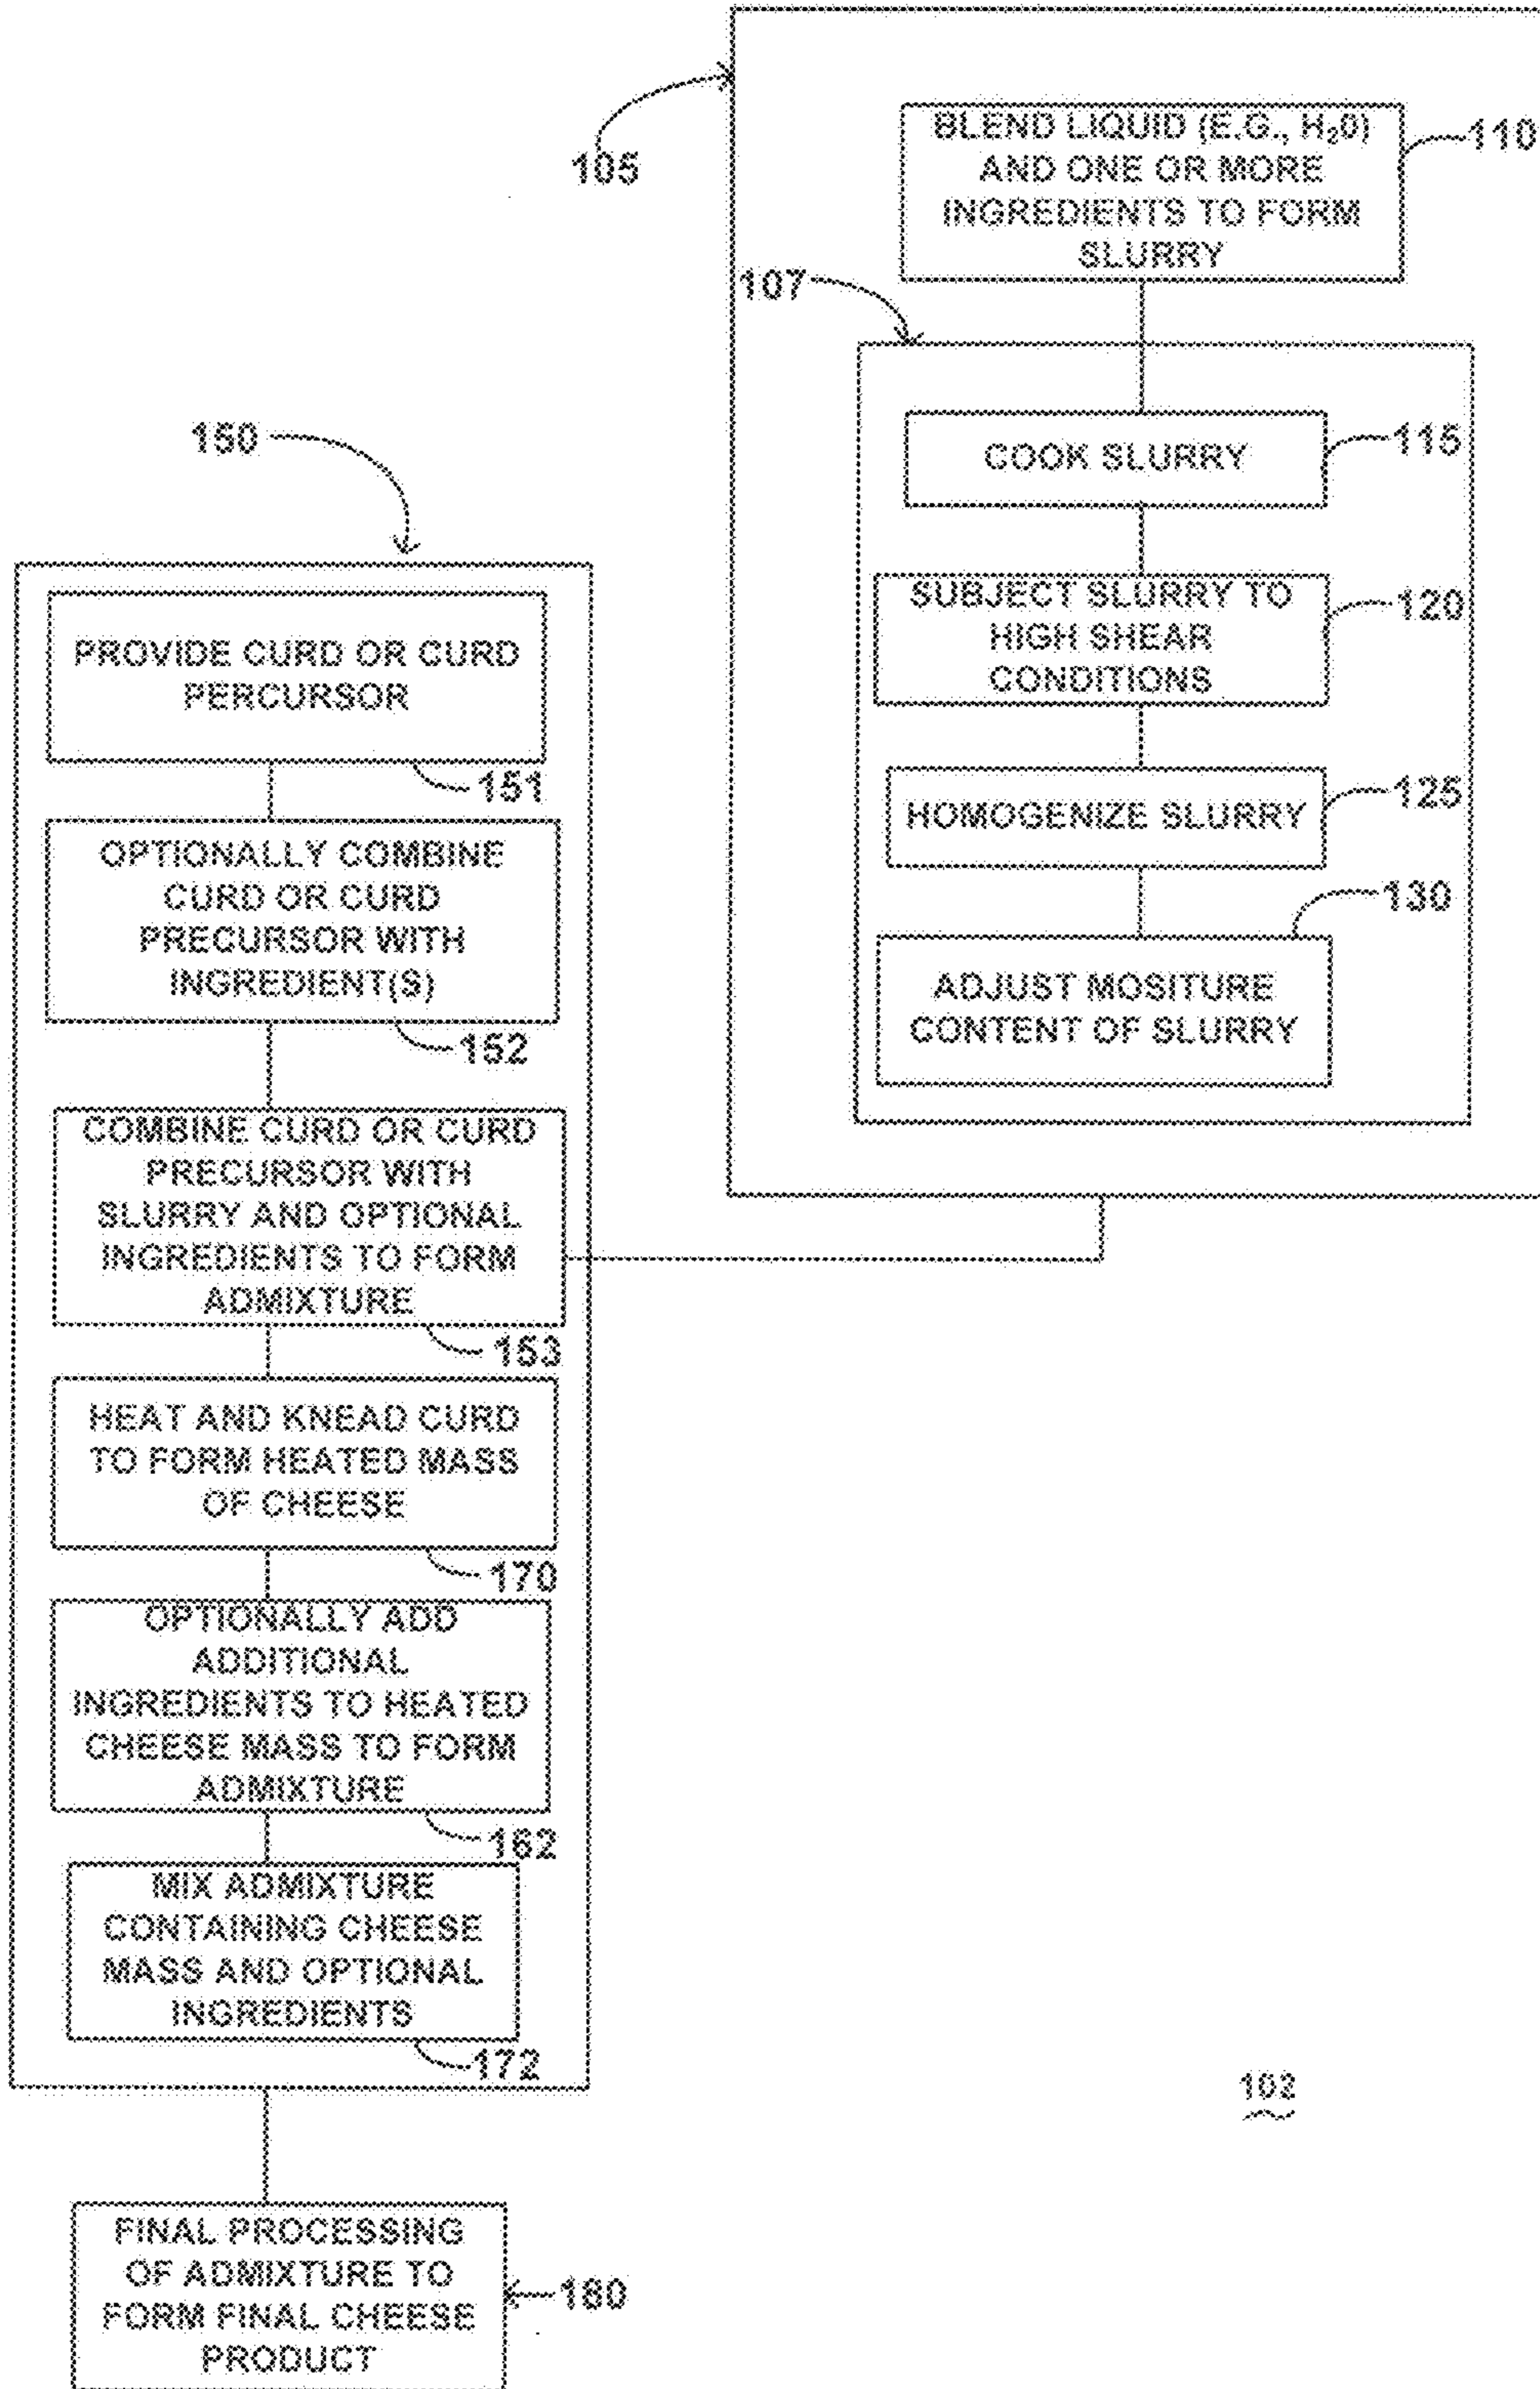 105
BLEND LIQUID (E.G., H₂0)
AND ONE OR MORE
INGREDIENTS TO FORM
SLURRY
110
107
COOK SLURRY
115
SUBJECT SLURRY TO
HIGH SHEAR
CONDITIONS
120
HOMOGENIZE SLURRY
125
130
ADJUST MOSITURE
CONTENT OF SLURRY
150
PROVIDE CURD OR CURD
PERCURSOR
151
OPTIONALLY COMBINE
CURD OR CURD
PRECURSOR WITH
INGREDIENT(S)
152
COMBINE CURD OR CURD
PRECURSOR WITH
SLURRY AND OPTIONAL
INGREDIENTS TO FORM
ADMIXTURE
153
HEAT AND KNEAD CURD
TO FORM HEATED MASS
OF CHEESE
170
OPTIONALLY ADD
ADDITIONAL
INGREDIENTS TO HEATED
CHEESE MASS TO FORM
ADMIXTURE
162
MIX ADMIXTURE
CONTAINING CHEESE
MASS AND OPTIONAL
INGREDIENTS
172
102
FINAL PROCESSING
OF ADMIXTURE TO
FORM FINAL CHEESE
PRODUCT
180